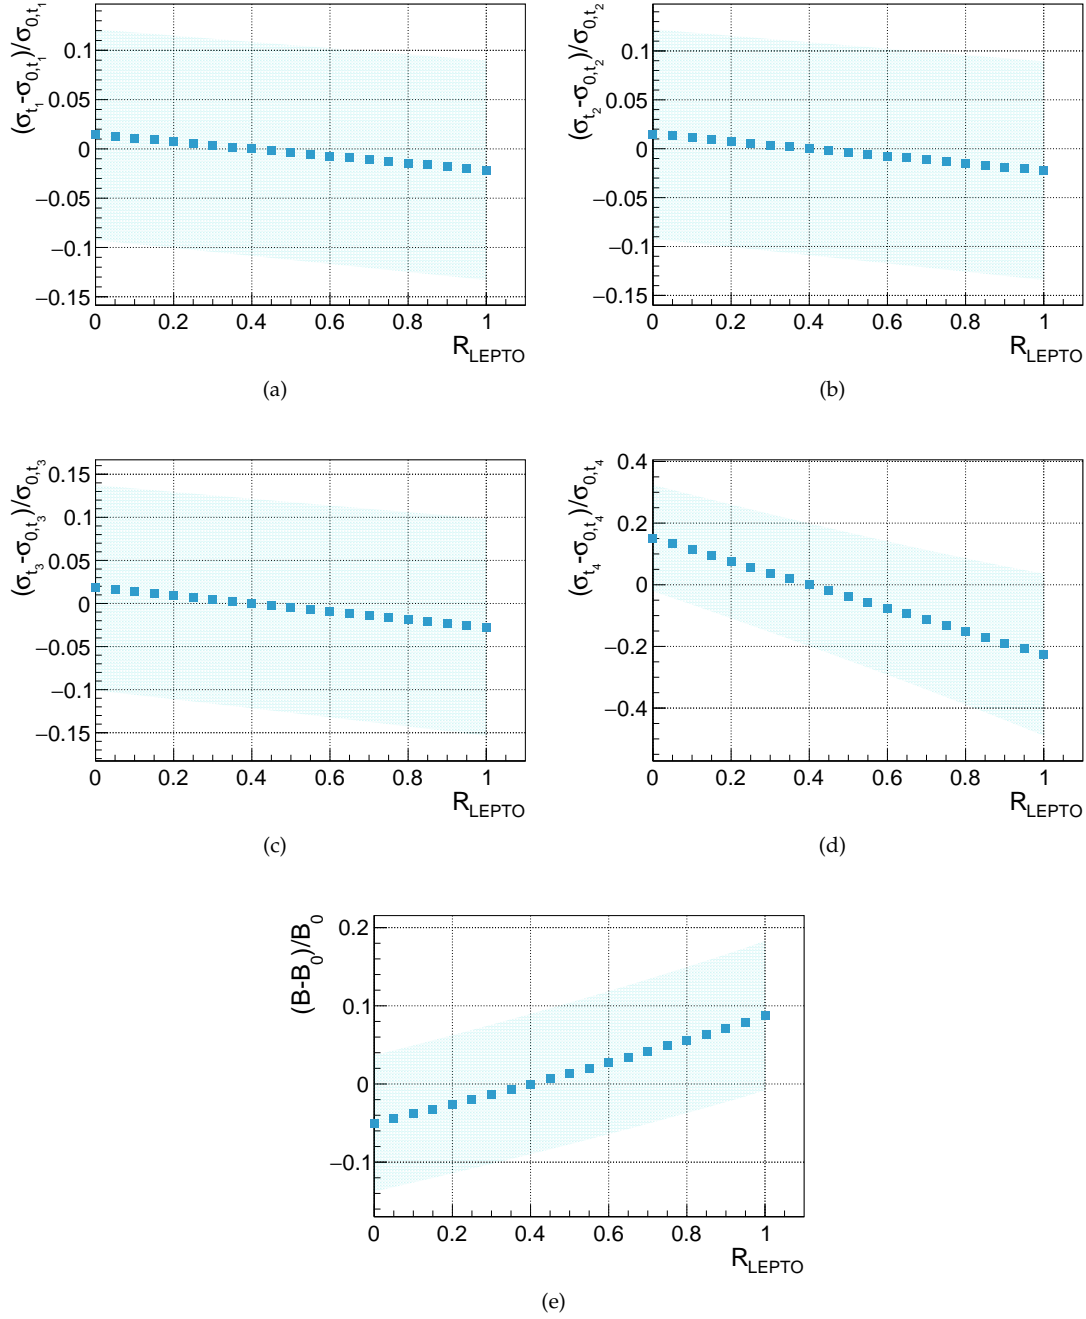 (σt1-σ0,t1)/σ0,t1
0.1
0.05
0
−0.05
−0.1
−0.15
0 0.2 0.4 0.6 0.8 1
RLEPTO
(a)
(σt2-σ0,t2)/σ0,t2
0.1
0.05
0
−0.05
−0.1
−0.15
0 0.2 0.4 0.6 0.8 1
RLEPTO
(b)
(σt3-σ0,t3)/σ0,t3
0.15
0.1
0.05
0
−0.05
−0.1
−0.15
0 0.2 0.4 0.6 0.8 1
RLEPTO
(c)
(σt4-σ0,t4)/σ0,t4
0.4
0.2
0
−0.2
−0.4
0 0.2 0.4 0.6 0.8 1
RLEPTO
(d)
(B-B0)/B0
0.2
0.1
0
−0.1
0 0.2 0.4 0.6 0.8 1
RLEPTO
(e)